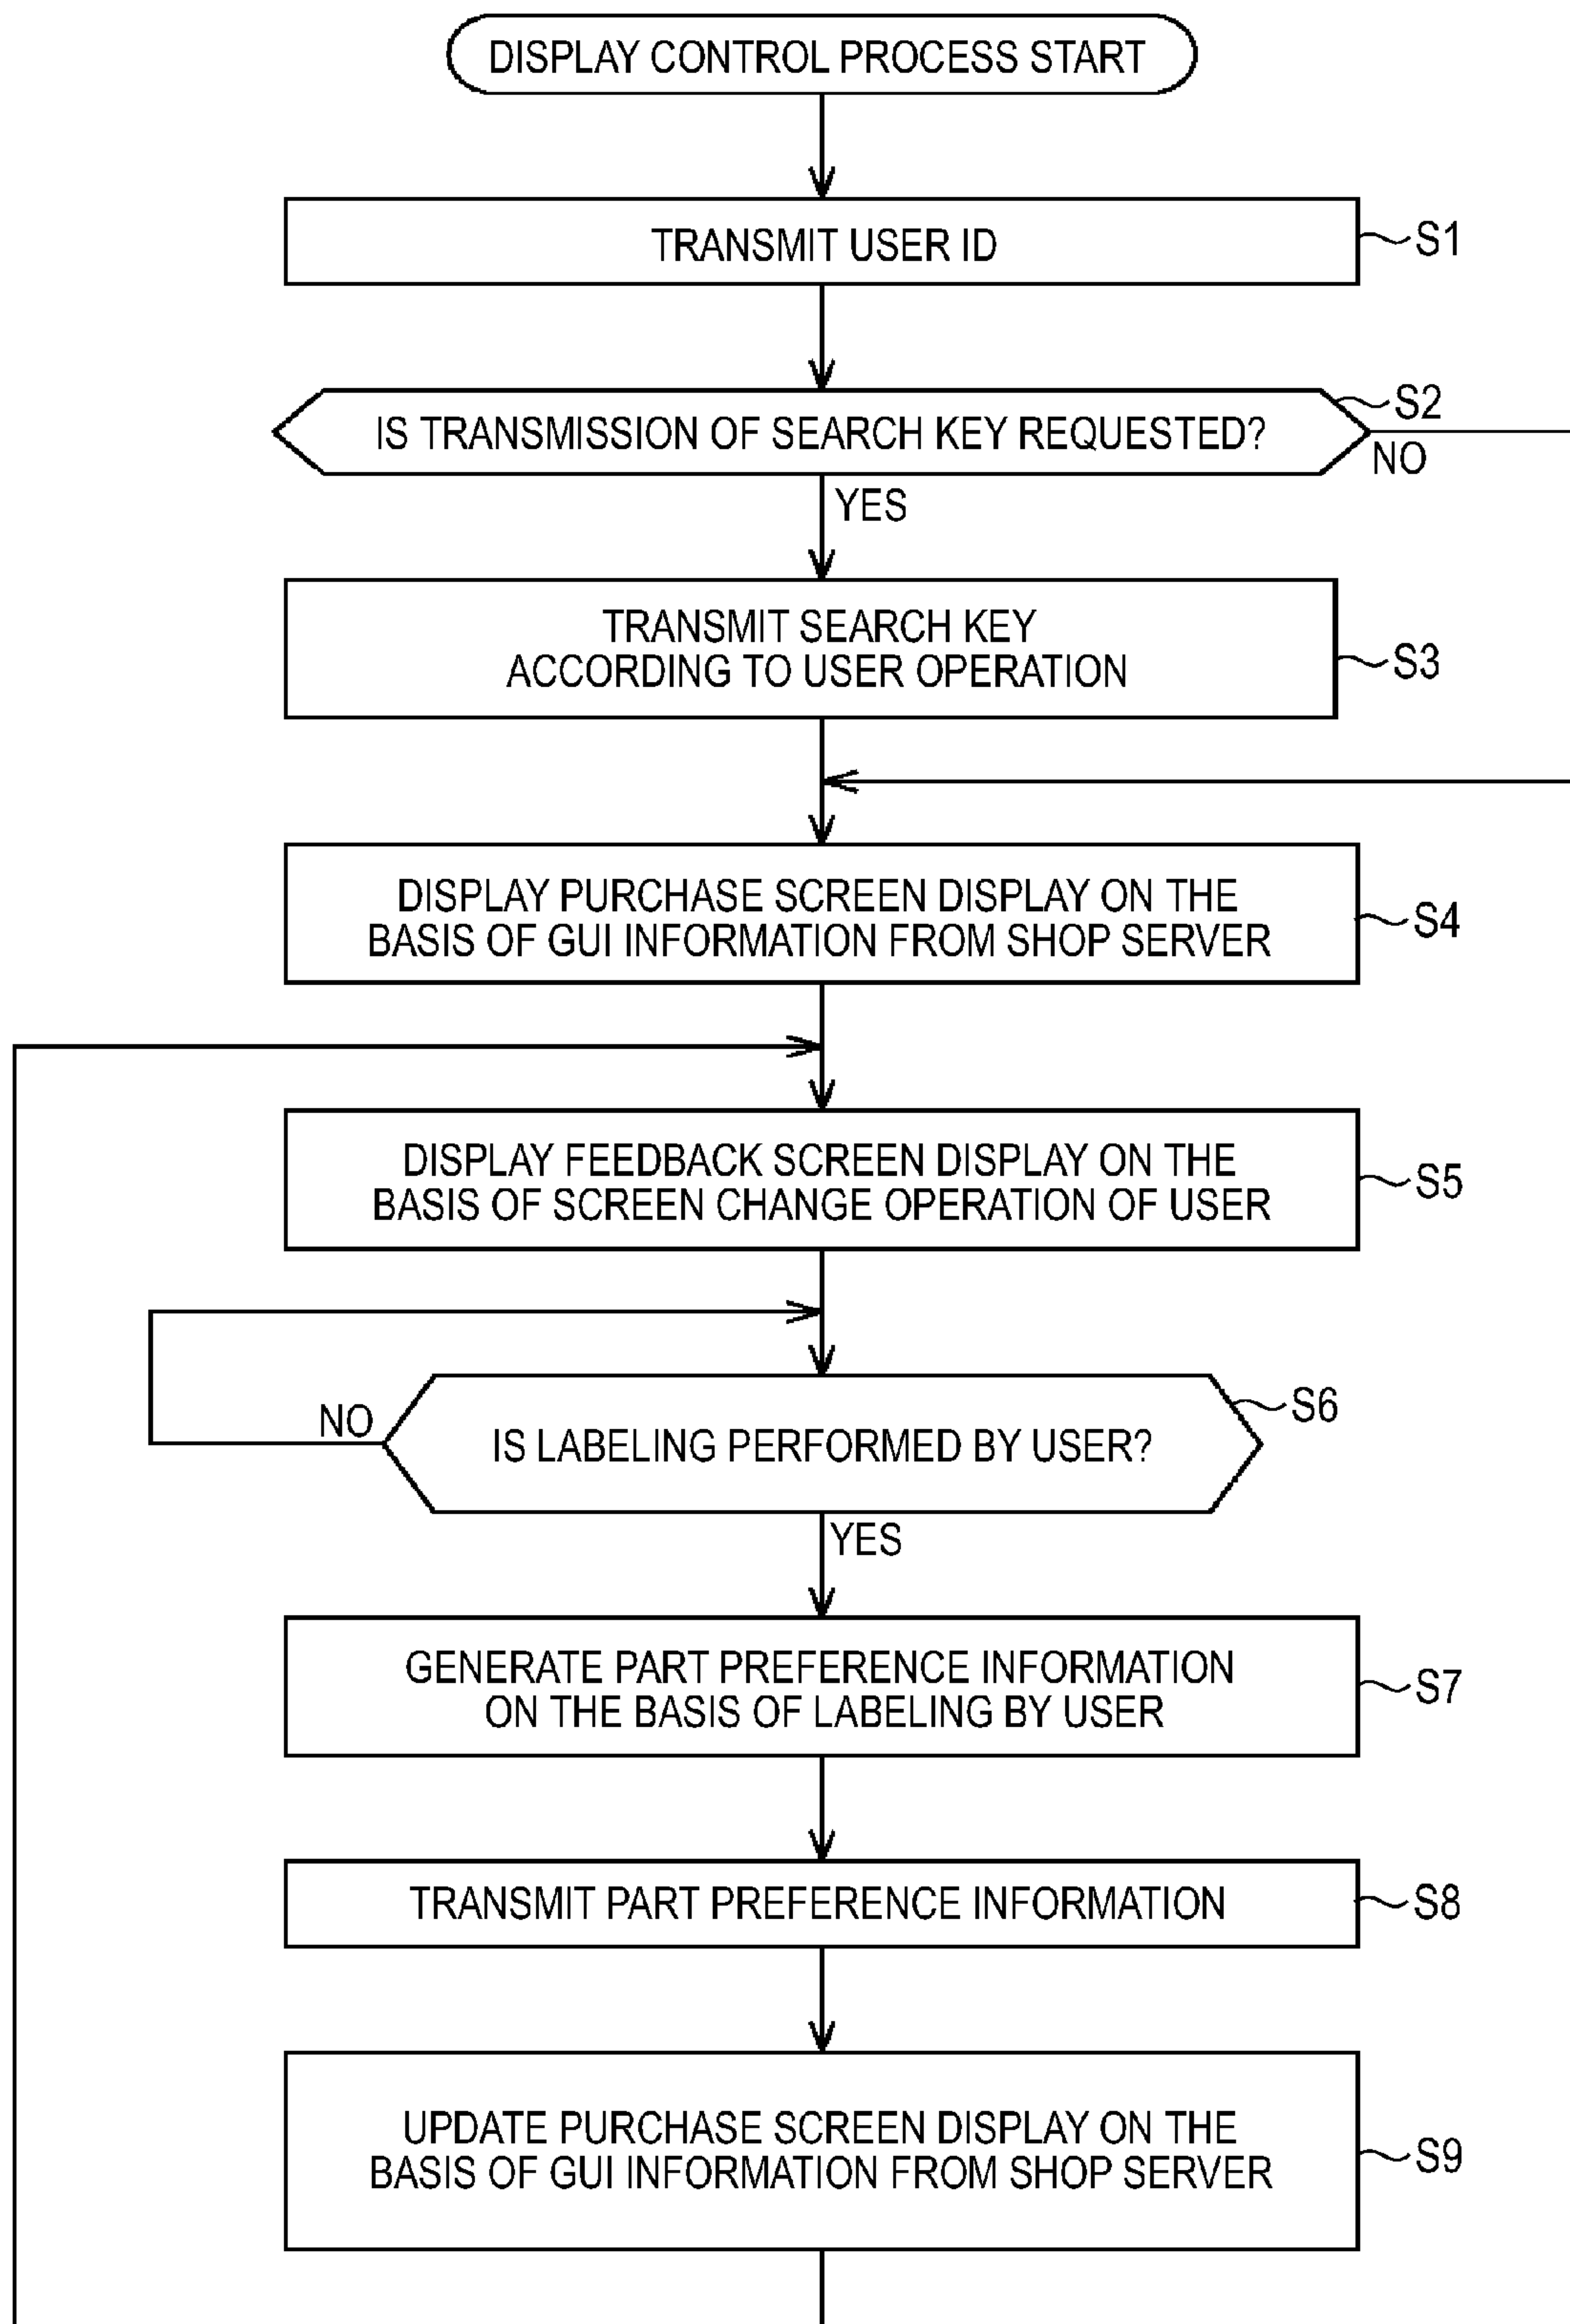 DISPLAY CONTROL PROCESS START
TRANSMIT USER ID
S1
IS TRANSMISSION OF SEARCH KEY REQUESTED?
S2
NO
YES
TRANSMIT SEARCH KEY
ACCORDING TO USER OPERATION
S3
DISPLAY PURCHASE SCREEN DISPLAY ON THE
BASIS OF GUI INFORMATION FROM SHOP SERVER
S4
DISPLAY FEEDBACK SCREEN DISPLAY ON THE
BASIS OF SCREEN CHANGE OPERATION OF USER
S5
NO
IS LABELING PERFORMED BY USER?
S6
YES
GENERATE PART PREFERENCE INFORMATION
ON THE BASIS OF LABELING BY USER
S7
TRANSMIT PART PREFERENCE INFORMATION
S8
UPDATE PURCHASE SCREEN DISPLAY ON THE
BASIS OF GUI INFORMATION FROM SHOP SERVER
S9